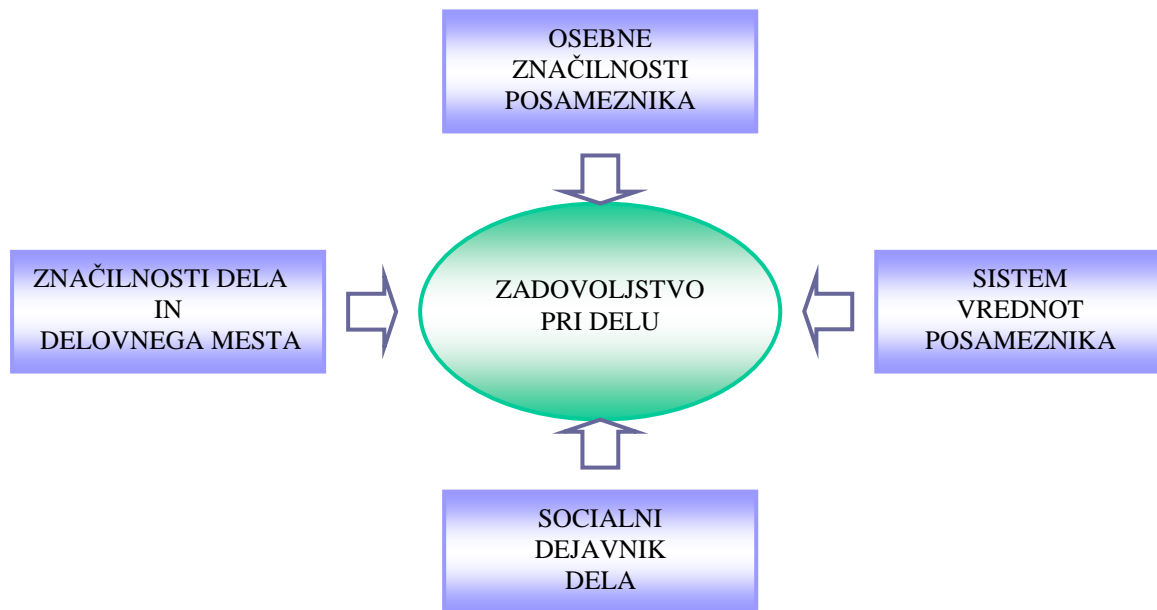 OSEBNE
ZNAČILNOSTI
POSAMEZNIKA
ZNAČILNOSTI DELA
IN
DELOVNEGA MESTA
ZADOVOLJSTVO
PRI DELU
SISTEM
VREDNOT
POSAMEZNIKA
SOCIALNI
DEJAVNIK
DELA